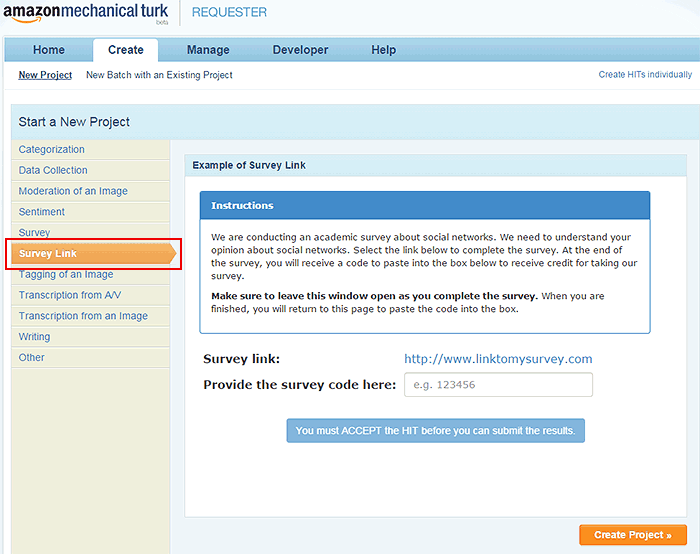 amazonmechanical turk
beta
REQUESTER
Home Create Manage Developer Help
New Project New Batch with an Existing Project Create HITs individually
Start a New Project
Categorization
Data Collection
Moderation of an Image
Sentiment
Survey
Survey Link
Tagging of an Image
Transcription from A/V
Transcription from an Image
Writing
Other
Example of Survey Link
Instructions
We are conducting an academic survey about social networks. We need to understand your
opinion about social networks. Select the link below to complete the survey. At the end of
the survey, you will receive a code to paste into the box below to receive credit for taking our
survey.
Make sure to leave this window open as you complete the survey. When you are
finished, you will return to this page to paste the code into the box.
Survey link: http://www.linktomysurvey.com
Provide the survey code here: e.g. 123456
You must ACCEPT the HIT before you can submit the results.
Create Project »